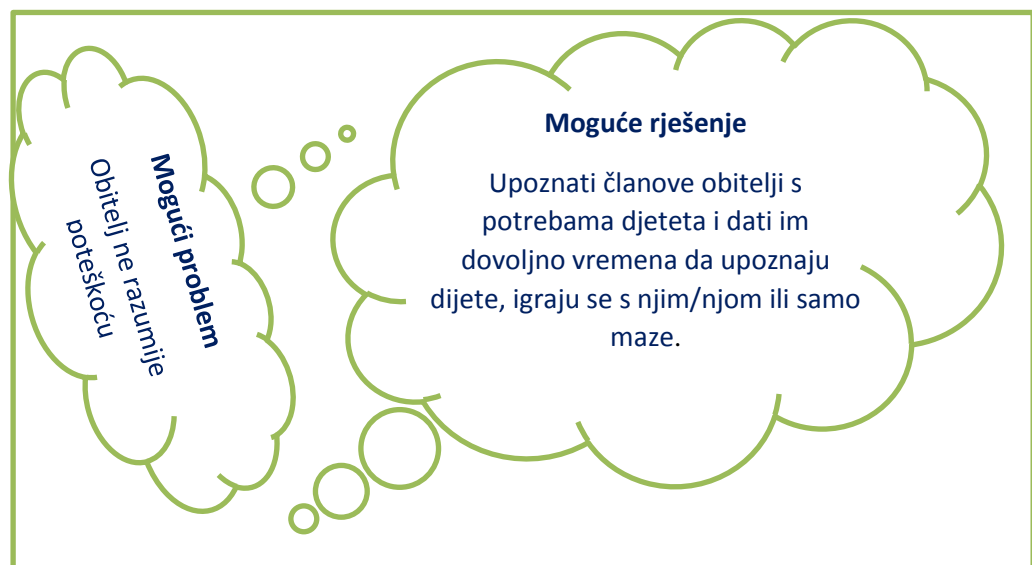 Mogući problem
Obitelj ne razumije
poteškoću
Moguće rješenje
Upoznati članove obitelji s
potrebama djeteta i dati im
dovoljno vremena da upoznaju
dijete, igraju se s njim/njom ili samo
maze.